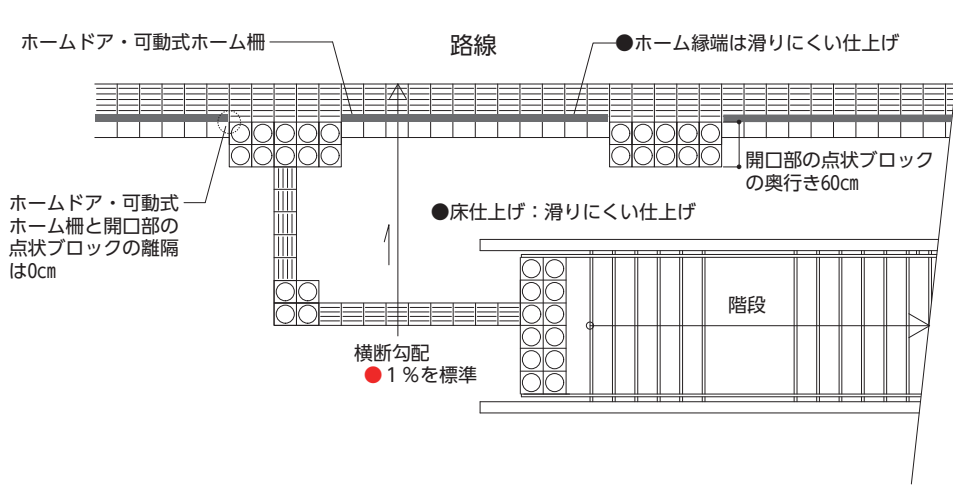 ホームドア・可動式ホーム柵
路線
●ホーム縁端は滑りにくい仕上げ
開口部の点状ブロック
の奥行き60㎝
ホームドア・可動式
ホーム柵と開口部の
点状ブロックの離隔
は0㎝
●床仕上げ：滑りにくい仕上げ
階段
横断勾配
●１％を標準